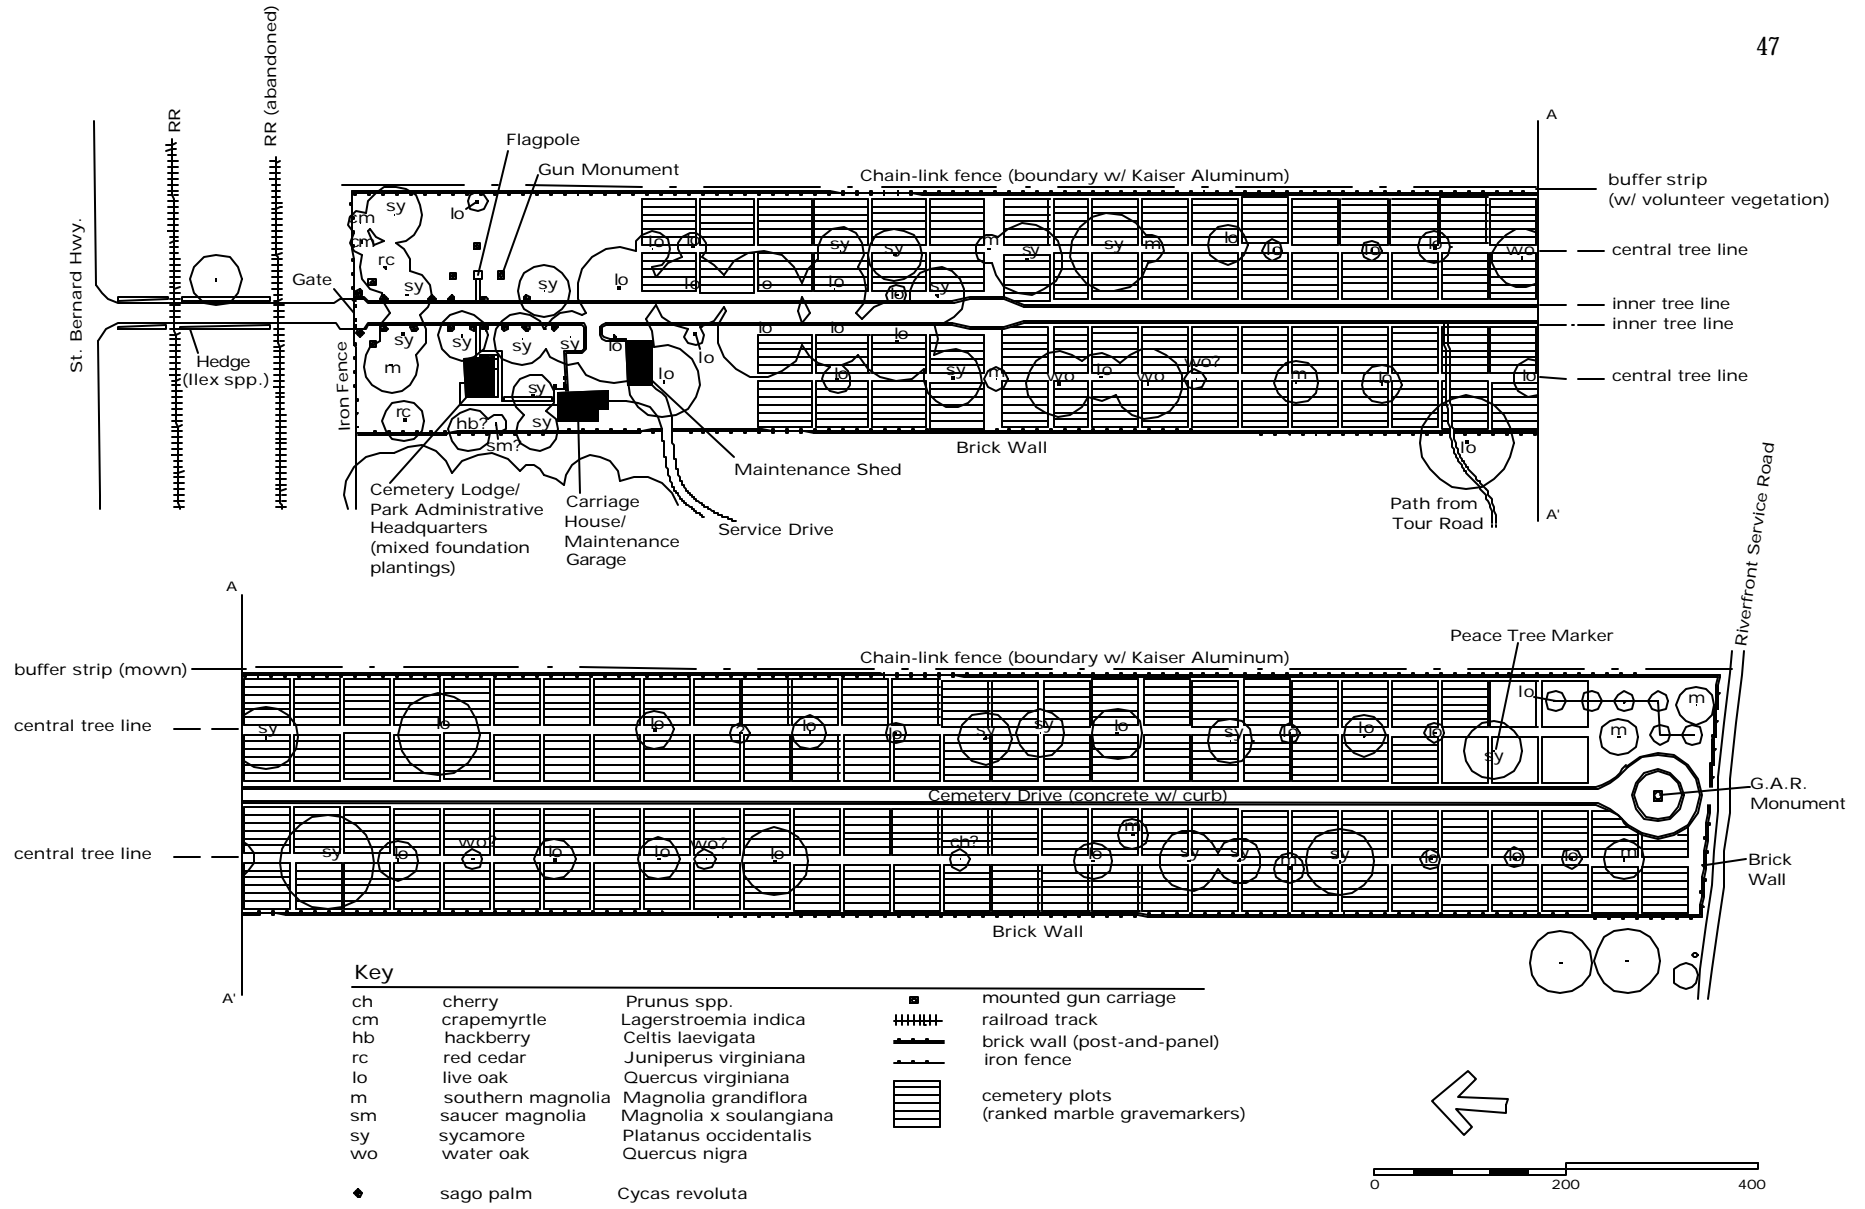 47
RR
RR (abandoned)
St. Bernard Hwy.
Flagpole
Gun Monument
Chain-link fence (boundary w/ Kaiser Aluminum)
A
buffer strip
(w/ volunteer vegetation)
central tree line
inner tree line
inner tree line
central tree line
Gate
Hedge
(Ilex spp.)
Iron Fence
sy
cm
cm
lo
rc
sy
sy
lo
lo
lo
lo
lo
lo
sy
sy
lo
sy
m
sy
sy
m
lo
lo
lo
lo
wo
sy
sy
sy
sy
lo
lo
lo
lo
lo
m
lo
sy
lo
sy
m
wo
lo
wo
wo?
m
lo
lo
rc
hb?
sm?
sy
lo
Brick Wall
Maintenance Shed
Cemetery Lodge/
Park Administrative
Headquarters
(mixed foundation
plantings)
Carriage
House/
Maintenance
Garage
Service Drive
Path from
Tour Road
A'
Riverfront Service Road
A
Peace Tree Marker
buffer strip (mown)
Chain-link fence (boundary w/ Kaiser Aluminum)
central tree line
sy
lo
lo
?
lo
lo
sy
sy
lo
sy
lo
lo
lo
sy
lo
m
m
Cemetery Drive (concrete w/ curb)
G.A.R.
Monument
central tree line
sy
lo
wo?
lo
lo
wo?
lo
ch?
lo
m
sy
sy
m
sy
lo
lo
lo
m
Brick
Wall
Brick Wall
A'
Key
ch cherry Prunus spp.
cm crapemyrtle Lagerstroemia indica
hb hackberry Celtis laevigata
rc red cedar Juniperus virginiana
lo live oak Quercus virginiana
m southern magnolia Magnolia grandiflora
sm saucer magnolia Magnolia x soulangiana
sy sycamore Platanus occidentalis
wo water oak Quercus nigra
sago palm Cycas revoluta
mounted gun carriage
railroad track
brick wall (post-and-panel)
iron fence
cemetery plots
(ranked marble gravemarkers)
0 200 400